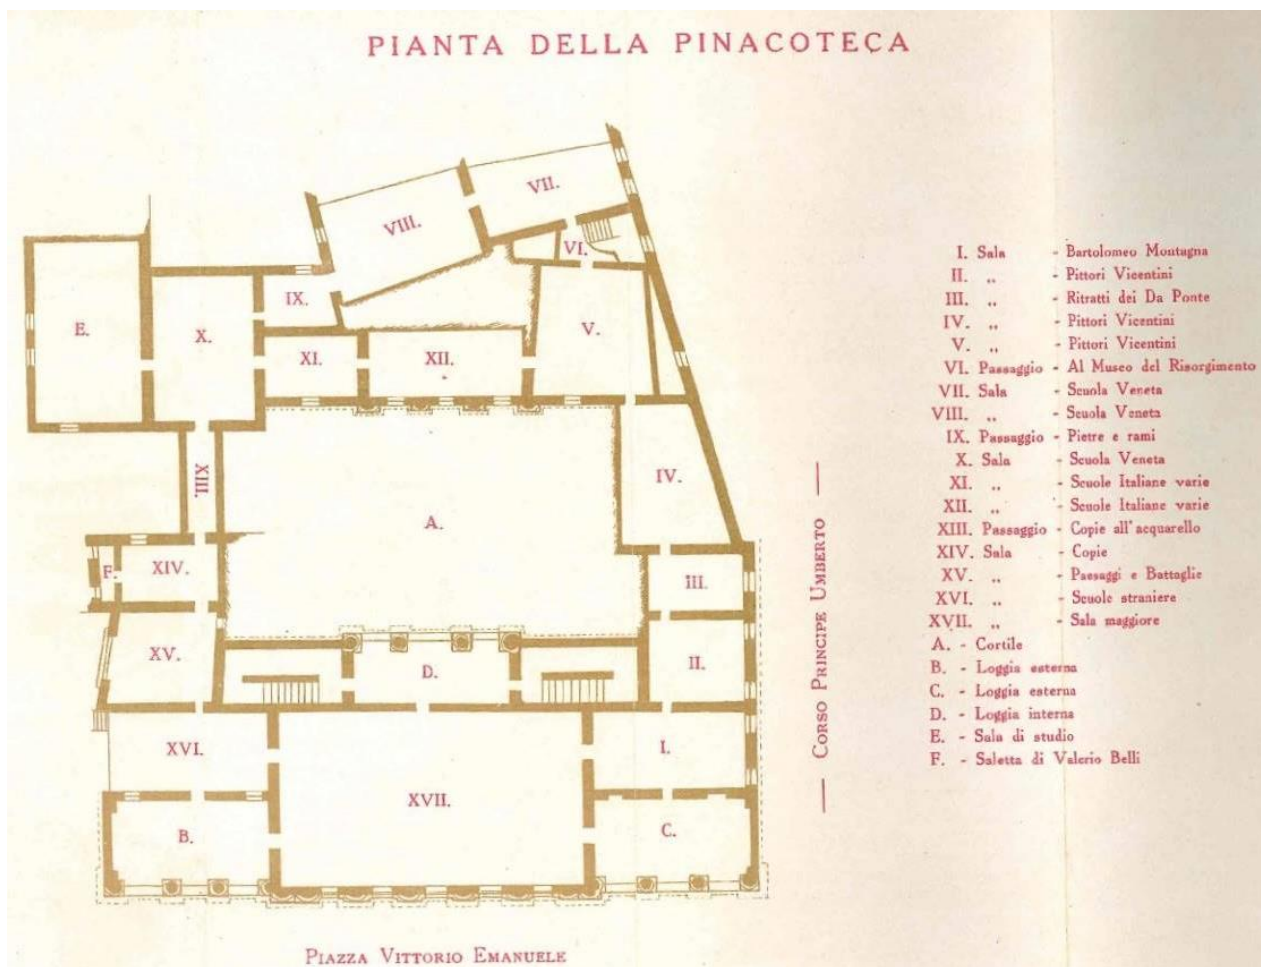 PIANTA DELLA PINACOTECA
VII.
VIII.
VI.
IX.
E.
X.
V.
XI.
XII.
XIII.
IV.
A.
F.
XIV.
III.
XV.
D.
II.
XVI.
I.
XVII.
B.
C.
— CORSO PRINCIPE UMBERTO —
PIAZZA VITTORIO EMANUELE
I. Sala - Bartolomeo Montagna
II. „ - Pittori Vicentini
III. „ - Ritratti dei Da Ponte
IV. „ - Pittori Vicentini
V. „ - Pittori Vicentini
VI. Passaggio - Al Museo del Risorgimento
VII. Sala - Scuola Veneta
VIII. „ - Scuola Veneta
IX. Passaggio - Pietre e rami
X. Sala - Scuola Veneta
XI. „ - Scuole Italiane varie
XII. „ - Scuole Italiane varie
XIII. Passaggio - Copie all'acquarello
XIV. Sala - Copie
XV. „ - Paesaggi e Battaglie
XVI. „ - Scuole straniere
XVII. „ - Sala maggiore
A. - Cortile
B. - Loggia esterna
C. - Loggia esterna
D. - Loggia interna
E. - Sala di studio
F. - Saletta di Valerio Belli